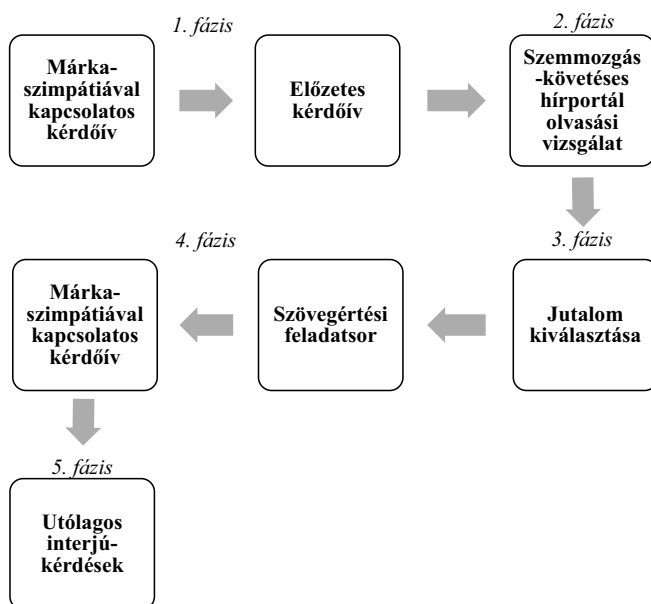 1. fázis
Márka-
szimpátiával
kapcsolatos
kérdőív
Előzetes
kérdőív
2. fázis
Szemmozgás
-követéses
hírportál
olvasási
vizsgálat
3. fázis
Jutalom
kiválasztása
4. fázis
Szövegértési
feladatsor
Márka-
szimpátiával
kapcsolatos
kérdőív
5. fázis
Utólagos
interjú-
kérdések